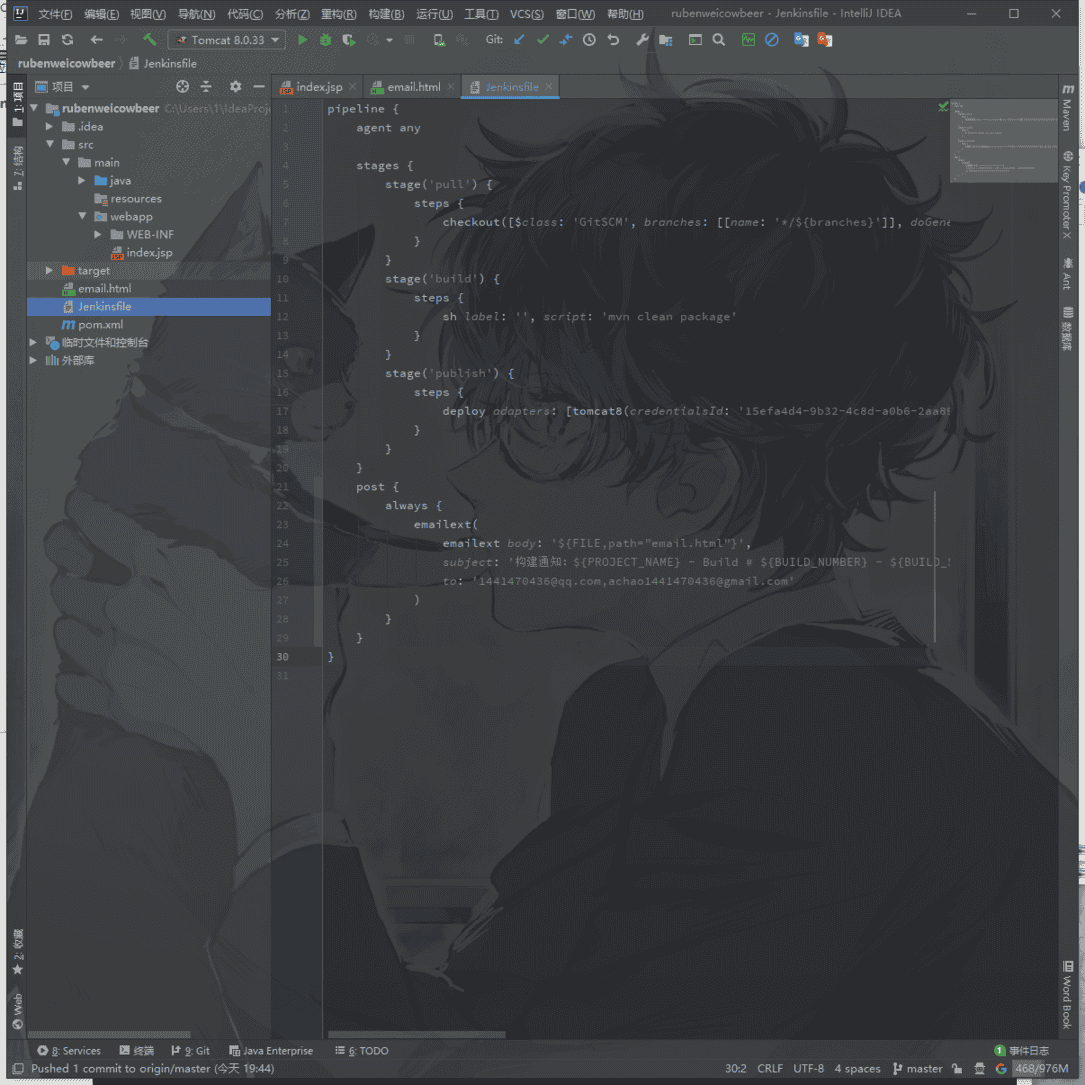 文件(F) 编辑(E) 视图(V) 导航(N) 代码(C) 分析(Z) 重构(R) 构建(B) 运行(U) 工具(T) VCS(S) 窗口(W) 帮助(H) rubenweicowbeer - Jenkinsfile - IntelliJ IDEA
Tomcat 8.0.33 Git:
rubenweicowbeer Jenkinsfile
项目 index.jsp email.html Jenkinsfile
1: 项目
7: 结构
2: 收藏
Web
rubenweicowbeer C:\Users\1\IdeaProj
.idea
src
main
java
resources
webapp
WEB-INF
index.jsp
target
email.html
Jenkinsfile
pom.xml
临时文件和控制台
外部库
1 pipeline {
2 agent any
3
4 stages {
5 stage('pull') {
6 steps {
7 checkout([$class: 'GitSCM', branches: [[name: '*/${branches}']], doGene
8 }
9 }
10 stage('build') {
11 steps {
12 sh label: '', script: 'mvn clean package'
13 }
14 }
15 stage('publish') {
16 steps {
17 deploy adapters: [tomcat8(credentialsId: '15efa4d4-9b32-4c8d-a0b6-2aa8
18 }
19 }
20 }
21 post {
22 always {
23 emailext(
24 emailext body: '${FILE,path="email.html"}',
25 subject: '构建通知: ${PROJECT_NAME} - Build # ${BUILD_NUMBER} - ${BUILD_S
26 to: '1441470436@qq.com,achao1441470436@gmail.com'
27 )
28 }
29 }
30 }
31
m Maven
Key Promoter X
Ant
数据库
Word Book
8: Services 终端 9: Git Java Enterprise 6: TODO 1 事件日志
Pushed 1 commit to origin/master (今天 19:44) 30:2 CRLF UTF-8 4 spaces master 468/976M